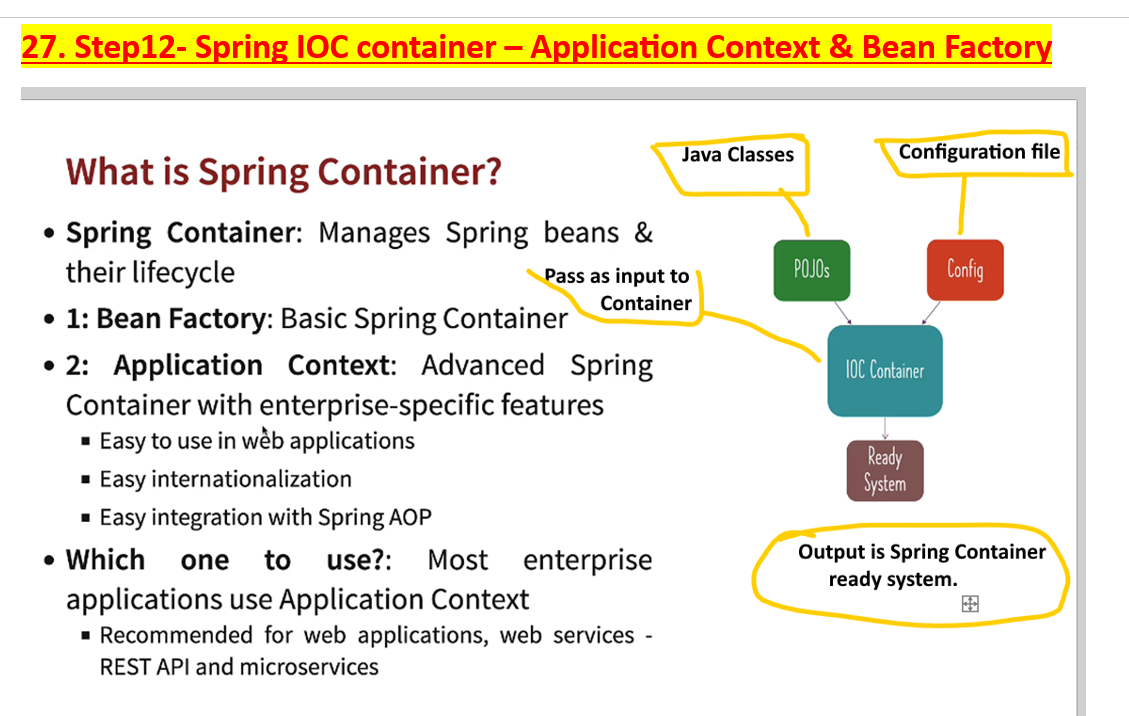 27. Step12- Spring IOC container – Application Context & Bean Factory
What is Spring Container?
• Spring Container: Manages Spring beans &
their lifecycle
• 1: Bean Factory: Basic Spring Container
• 2: Application Context: Advanced Spring
Container with enterprise-specific features
▪ Easy to use in web applications
▪ Easy internationalization
▪ Easy integration with Spring AOP
• Which one to use?: Most enterprise
applications use Application Context
▪ Recommended for web applications, web services -
REST API and microservices
Java Classes
Configuration file
POJOs
Config
Pass as input to
Container
IOC Container
Ready
System
Output is Spring Container
ready system.